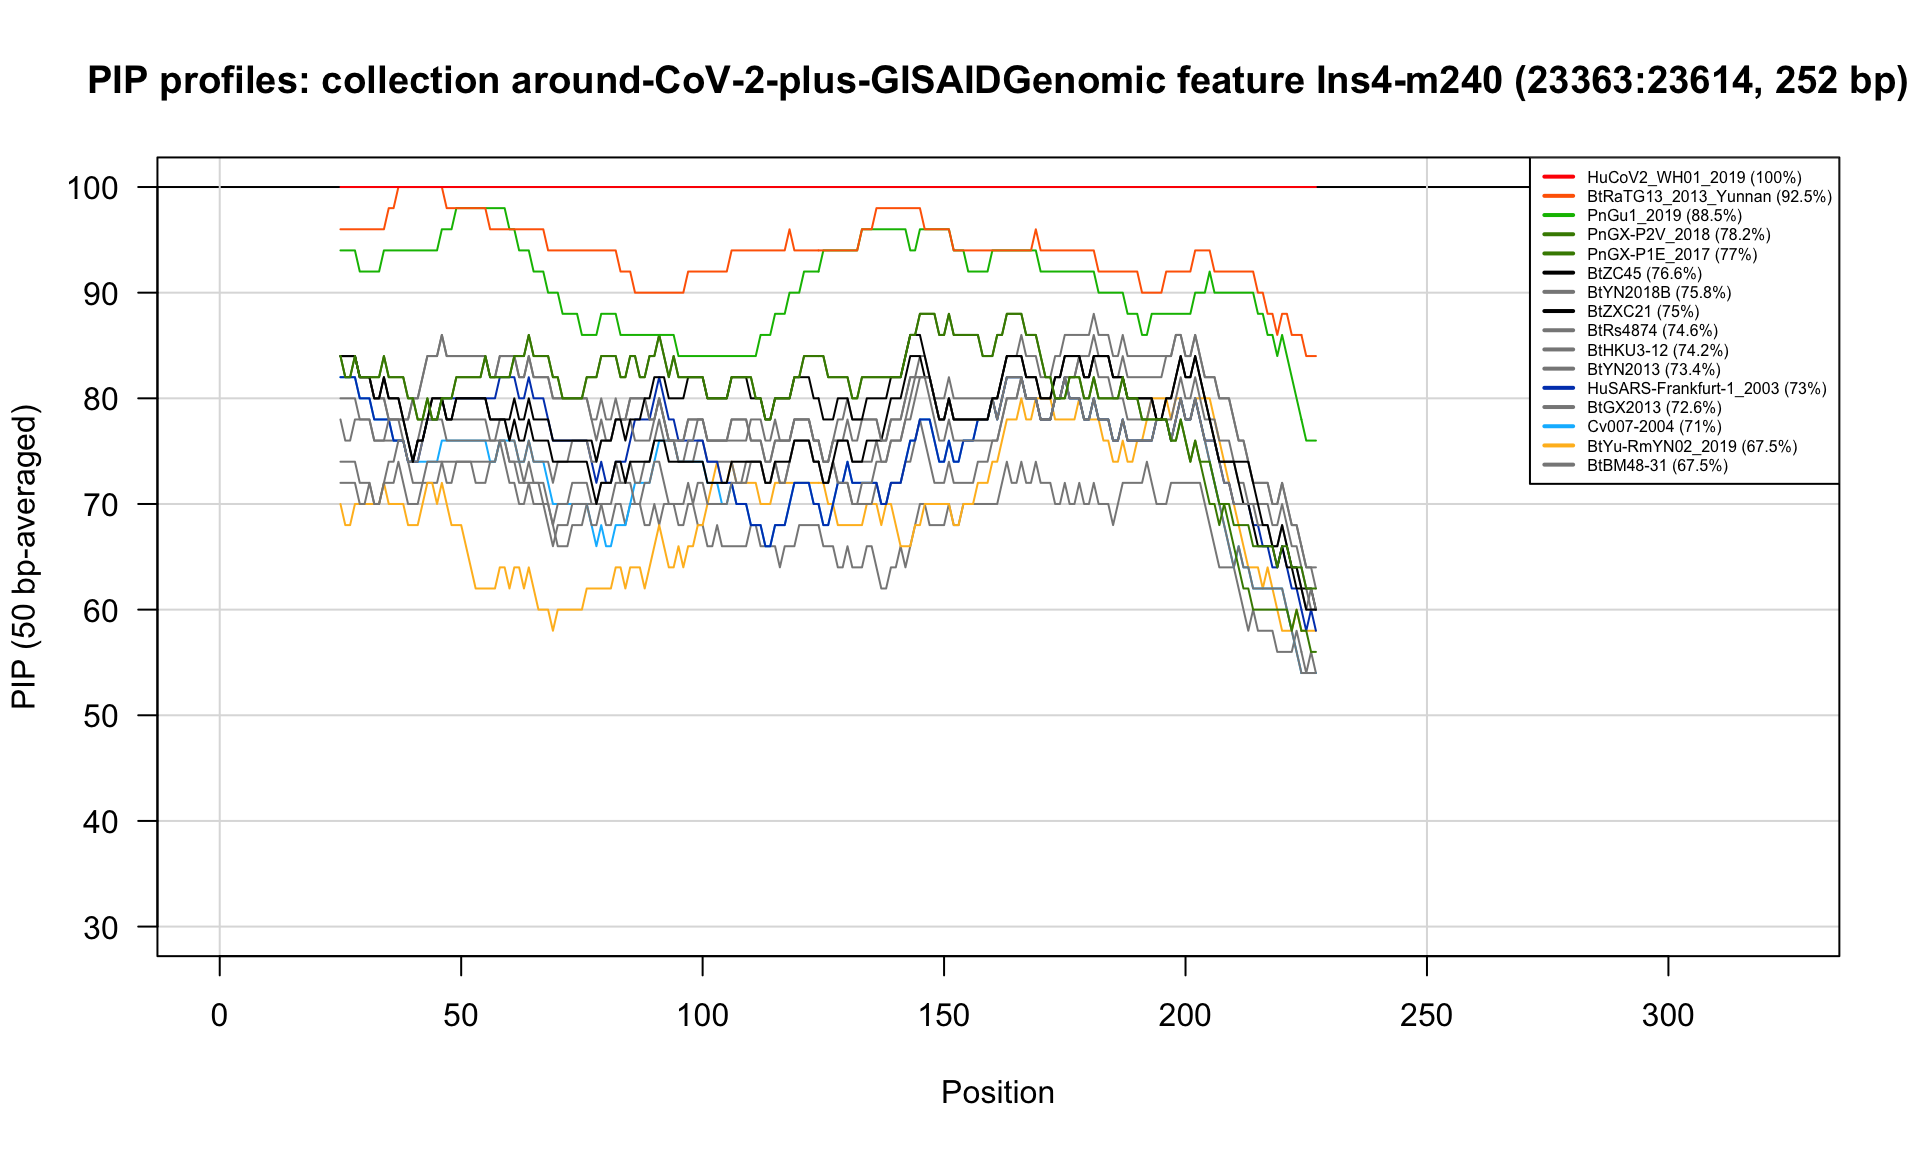 PIP profiles: collection around-CoV-2-plus-GISAIDGenomic feature Ins4-m240 (23363:23614, 252 bp)
HuCoV2_WH01_2019 (100%)
BtRaTG13_2013_Yunnan (92.5%)
PnGu1_2019 (88.5%)
PnGX-P2V_2018 (78.2%)
PnGX-P1E_2017 (77%)
BtZC45 (76.6%)
BtYN2018B (75.8%)
BtZXC21 (75%)
BtRs4874 (74.6%)
BtHKU3-12 (74.2%)
BtYN2013 (73.4%)
HuSARS-Frankfurt-1_2003 (73%)
BtGX2013 (72.6%)
Cv007-2004 (71%)
BtYu-RmYN02_2019 (67.5%)
BtBM48-31 (67.5%)
PIP (50 bp-averaged)
100
90
80
70
60
50
40
30
0 50 100 150 200 250 300
Position